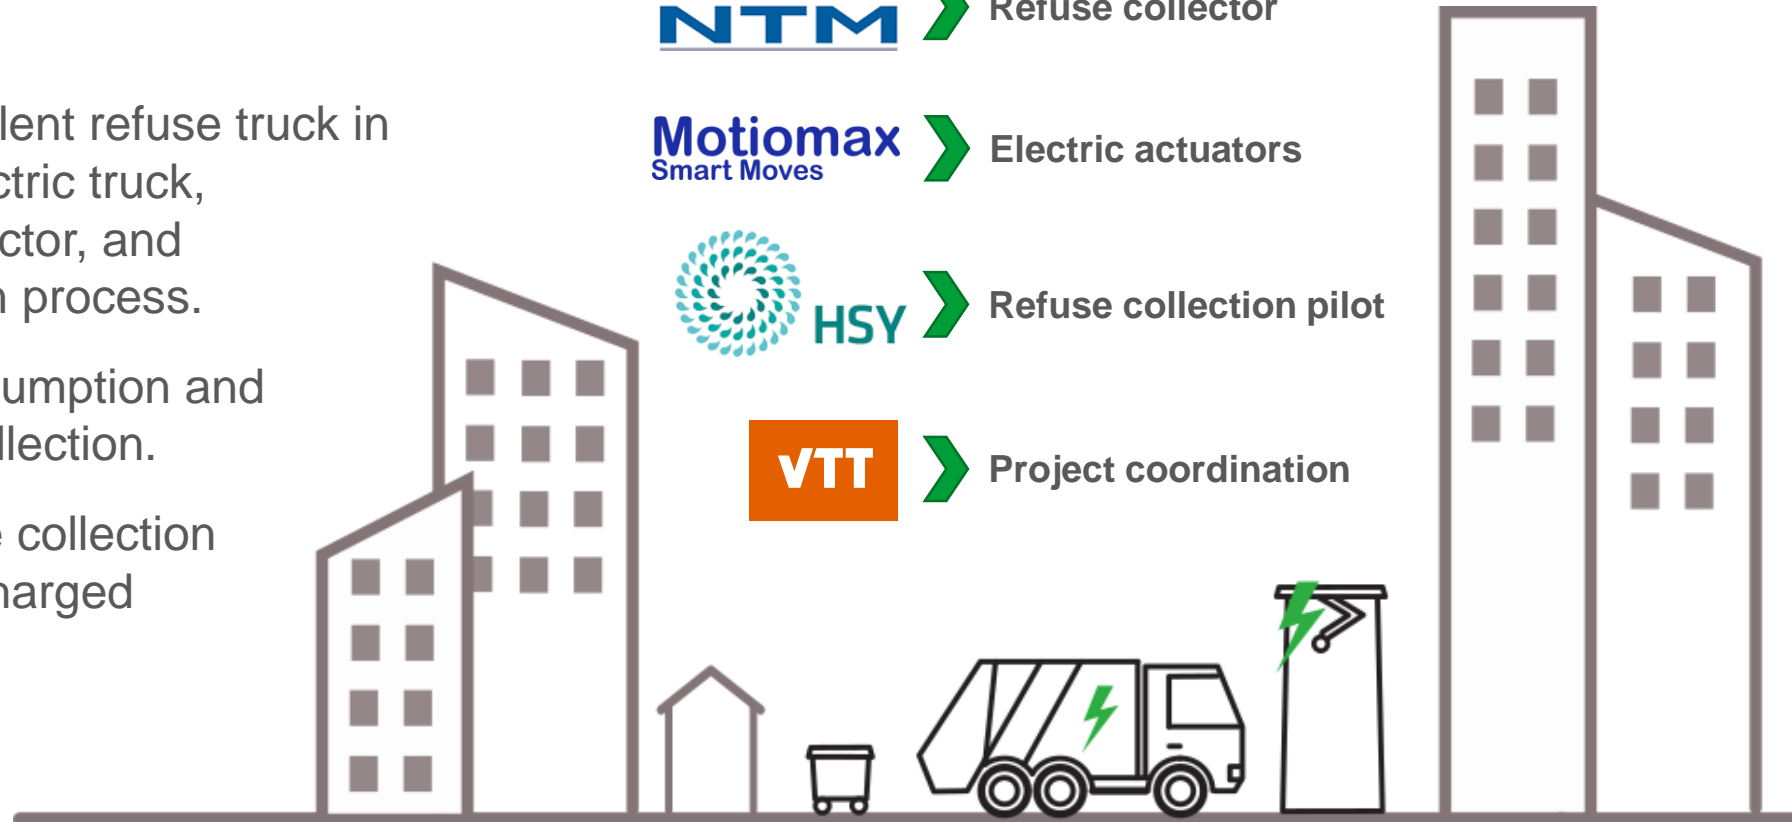 lent refuse truck in
ctric truck,
ctor, and
n process.
umption and
llection.
e collection
harged
NTM
Refuse collector
Motiomax
Smart Moves
Electric actuators
HSY
Refuse collection pilot
VTT
Project coordination